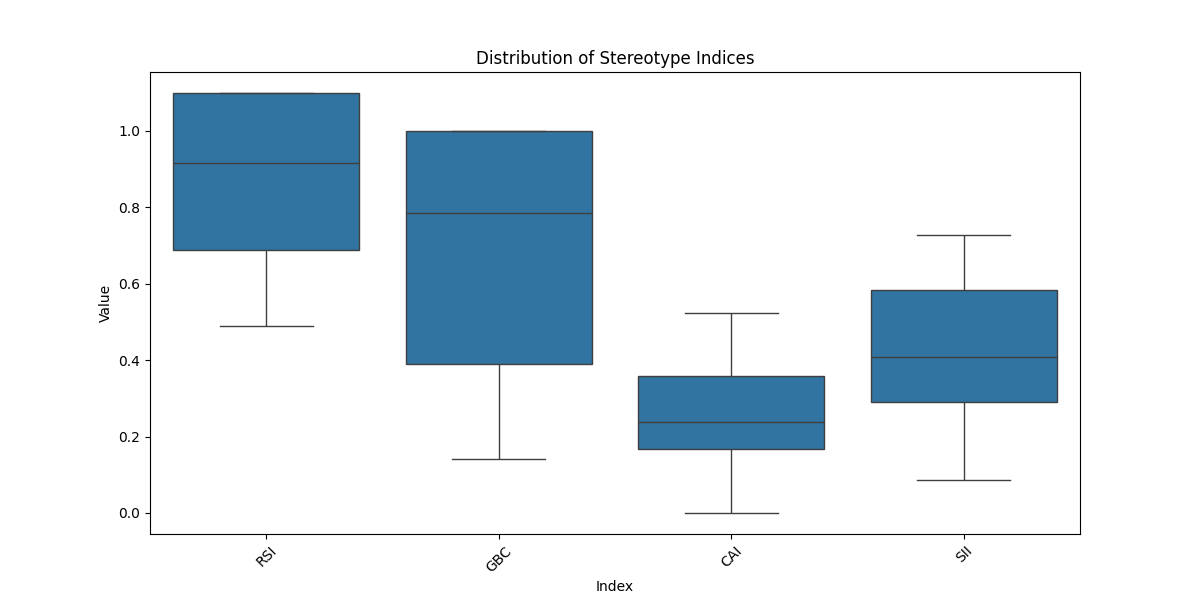 Distribution of Stereotype Indices
Value
1.0
0.8
0.6
0.4
0.2
0.0
RSI
GBC
CAI
SII
Index